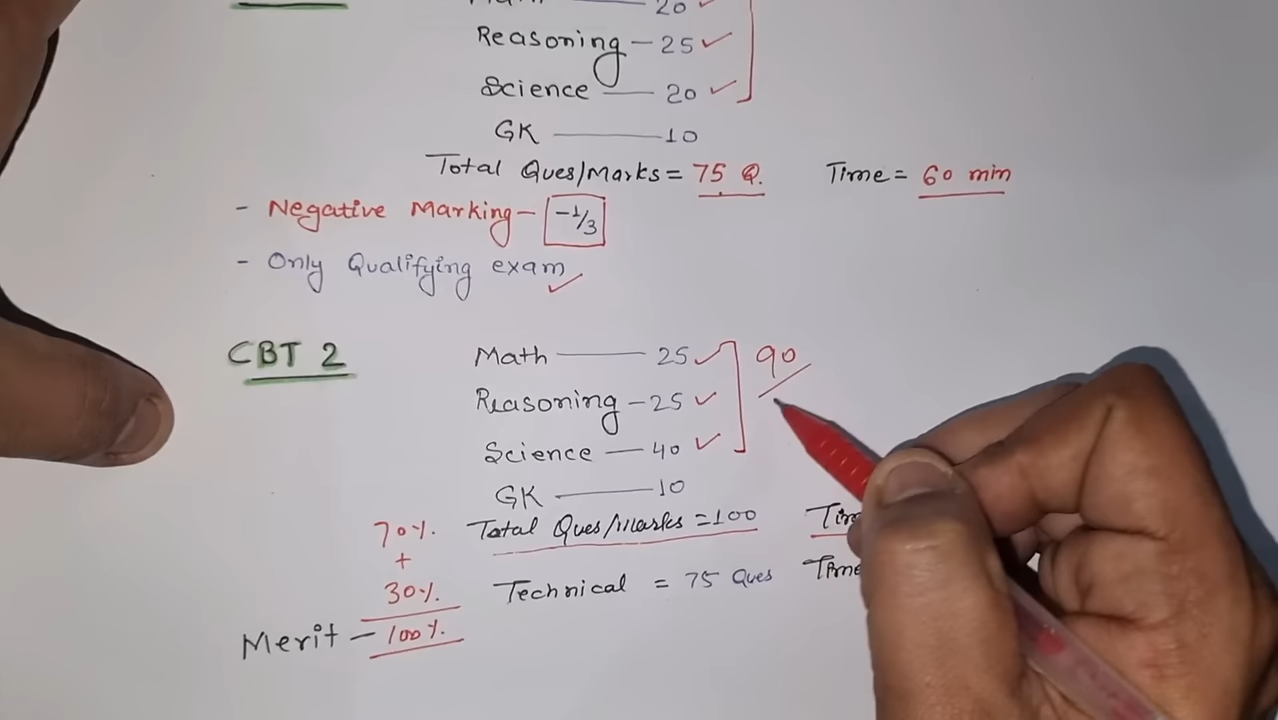 20
Reasoning - 25
Science - 20
GK - 10
Total Ques/Marks = 75 Q. Time = 60 min
- Negative Marking - -1/3
- Only Qualifying exam
CBT 2
Math - 25
90
Reasoning - 25
Science - 40
GK - 10
70%. Total Ques/Marks = 100
+
30%. Technical = 75 Ques Time
Merit - 100%.